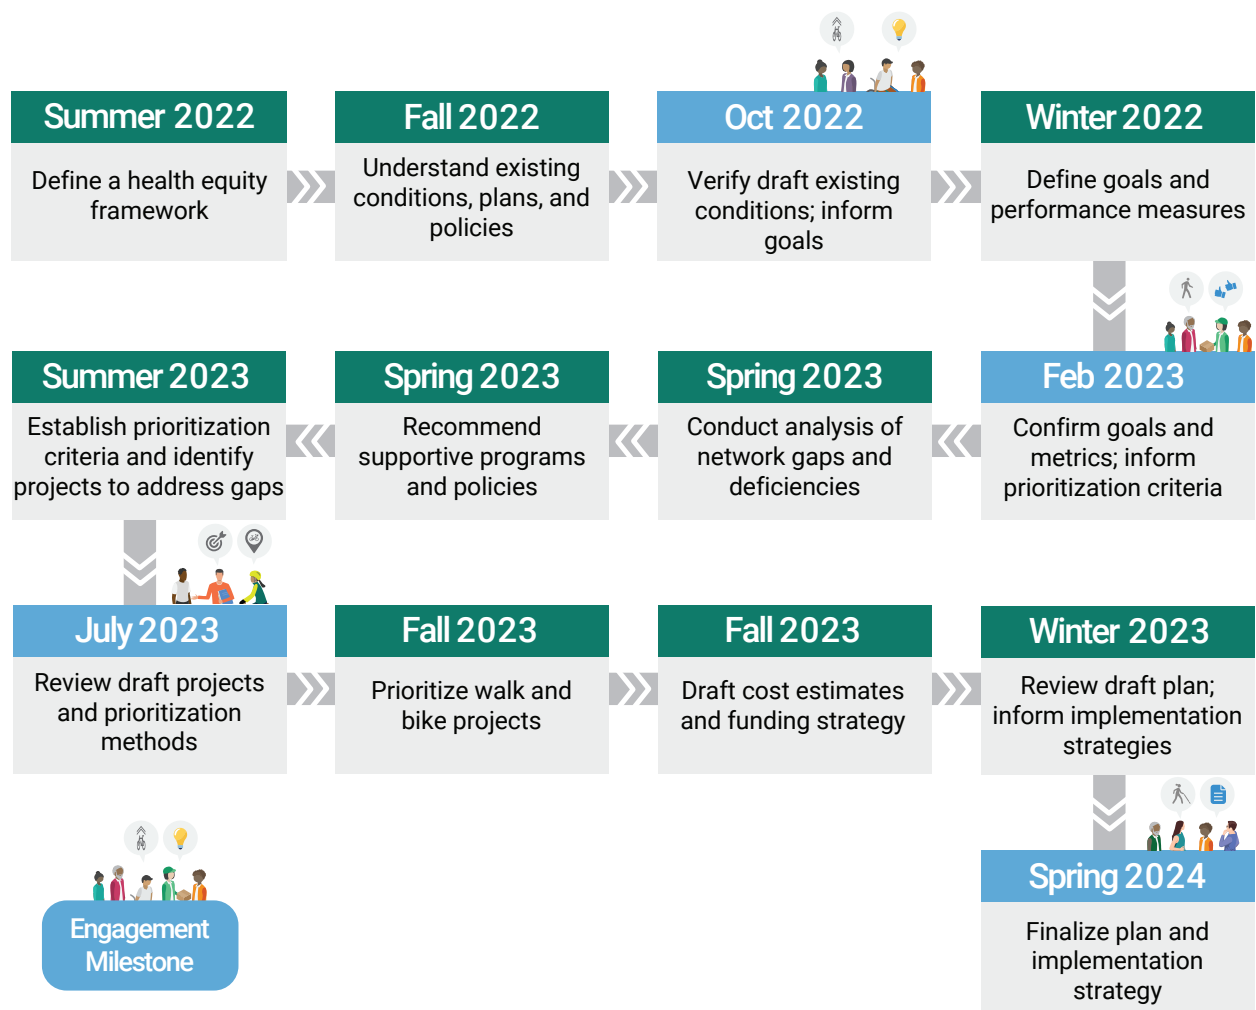 Summer 2022
Define a health equity
framework
Fall 2022
Understand existing
conditions, plans, and
policies
Oct 2022
Verify draft existing
conditions; inform
goals
Winter 2022
Define goals and
performance measures
Feb 2023
Confirm goals and
metrics; inform
prioritization criteria
Spring 2023
Conduct analysis of
network gaps and
deficiencies
Spring 2023
Recommend
supportive programs
and policies
Summer 2023
Establish prioritization
criteria and identify
projects to address gaps
July 2023
Review draft projects
and prioritization
methods
Fall 2023
Prioritize walk and
bike projects
Fall 2023
Draft cost estimates
and funding strategy
Winter 2023
Review draft plan;
inform implementation
strategies
Spring 2024
Finalize plan and
implementation
strategy
Engagement
Milestone